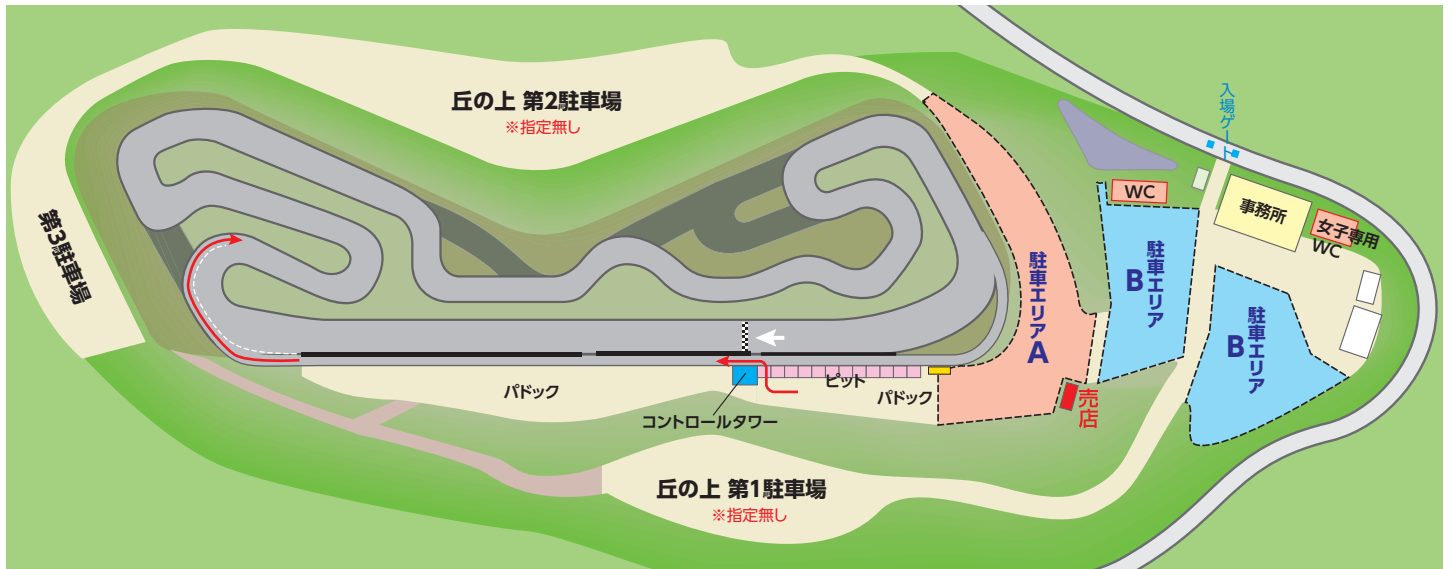 入場ゲート
丘の上 第2駐車場
※指定無し
WC
事務所
女子専用
WC
第3駐車場
駐車エリア
A
駐車エリア
B
駐車エリア
B
ピット
パドック
パドック
売店
コントロールタワー
丘の上 第1駐車場
※指定無し